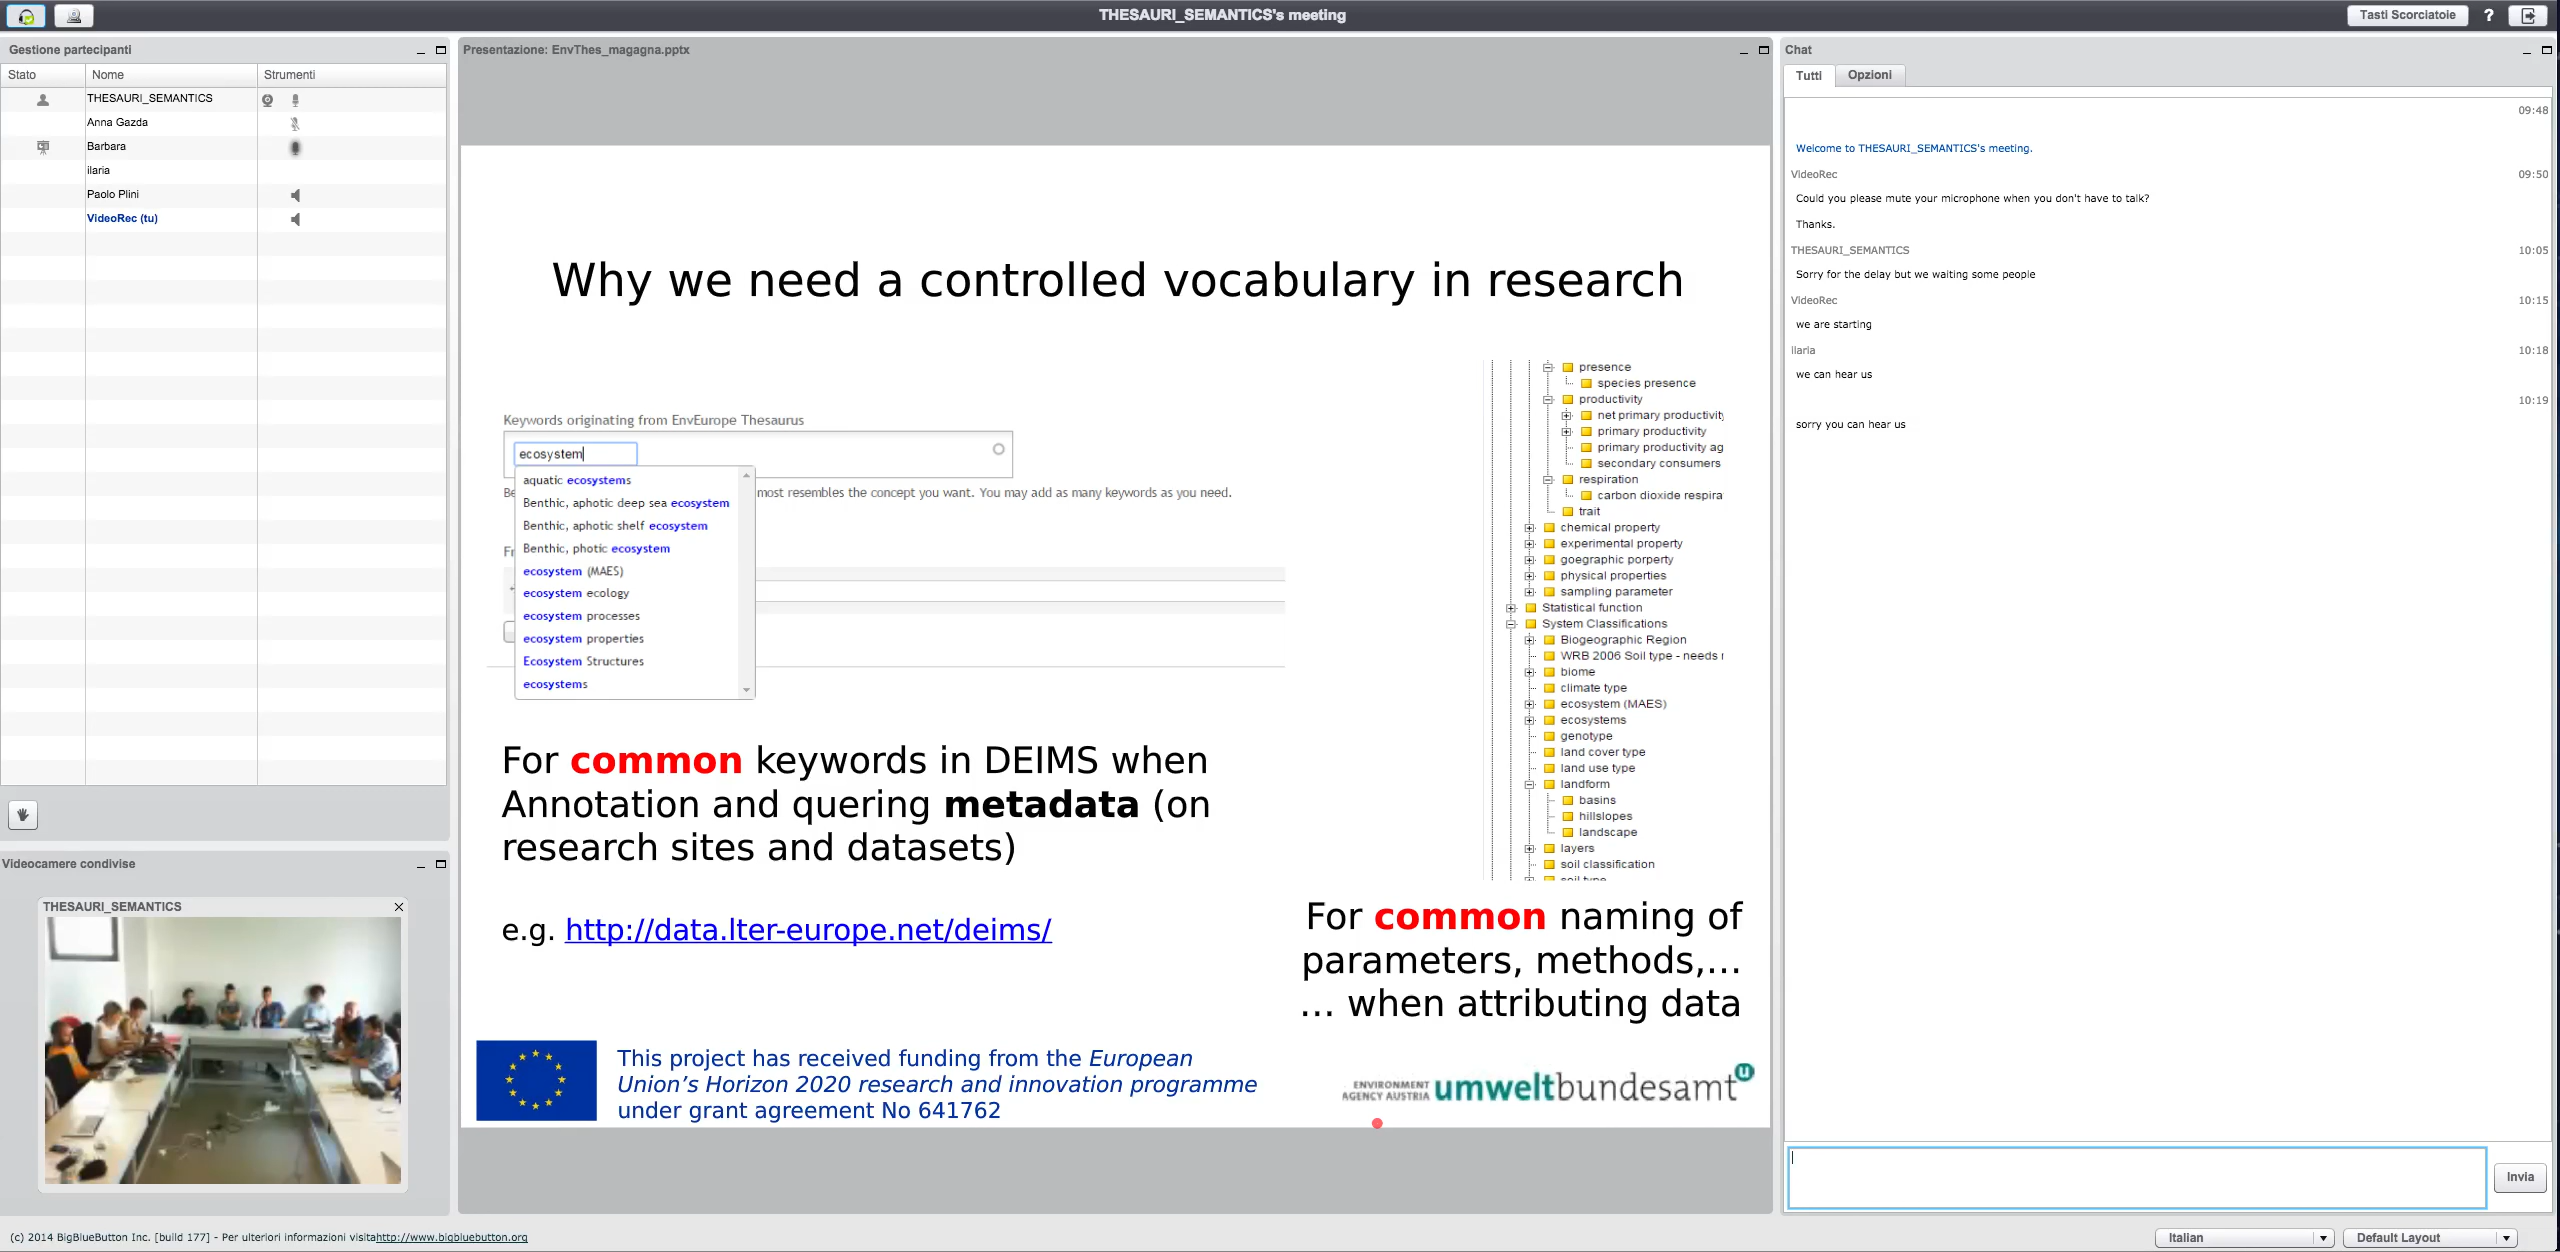 THESAURI_SEMANTICS's meeting
Tasti Scorciatoie
?
Gestione partecipanti
Stato Nome Strumenti
THESAURI_SEMANTICS
Anna Gazda
Barbara
ilaria
Paolo Plini
VideoRec (tu)
Videocamere condivise
THESAURI_SEMANTICS
Presentazione: EnvThes_magagna.pptx
Why we need a controlled vocabulary in research
Keywords originating from EnvEurope Thesaurus
ecosystem
aquatic ecosystems
Be most resembles the concept you want. You may add as many keywords as you need.
Benthic, aphotic deep sea ecosystem
Benthic, aphotic shelf ecosystem
Benthic, photic ecosystem
ecosystem (MAES)
ecosystem ecology
ecosystem processes
ecosystem properties
Ecosystem Structures
ecosystems
For common keywords in DEIMS when
Annotation and quering metadata (on
research sites and datasets)
e.g. http://data.lter-europe.net/deims/
presence
species presence
productivity
net primary productivity
primary productivity
primary productivity ag
secondary consumers
respiration
carbon dioxide respira
trait
chemical property
experimental property
goegraphic porperty
physical properties
sampling parameter
Statistical function
System Classifications
Biogeographic Region
WRB 2006 Soil type - needs r
biome
climate type
ecosystem (MAES)
ecosystems
genotype
land cover type
land use type
landform
basins
hillslopes
landscape
layers
soil classification
soil type
For common naming of
parameters, methods,...
... when attributing data
This project has received funding from the European
Union's Horizon 2020 research and innovation programme
under grant agreement No 641762
ENVIRONMENT
AGENCY AUSTRIA umweltbundesamt
u
Chat
Tutti Opzioni
09:48
Welcome to THESAURI_SEMANTICS's meeting.
VideoRec 09:50
Could you please mute your microphone when you don't have to talk?
Thanks.
THESAURI_SEMANTICS 10:05
Sorry for the delay but we waiting some people
VideoRec 10:15
we are starting
ilaria 10:18
we can hear us
10:19
sorry you can hear us
Invia
(c) 2014 BigBlueButton Inc. [build 177] - Per ulteriori informazioni visitahttp://www.bigbluebutton.org
Italian
Default Layout